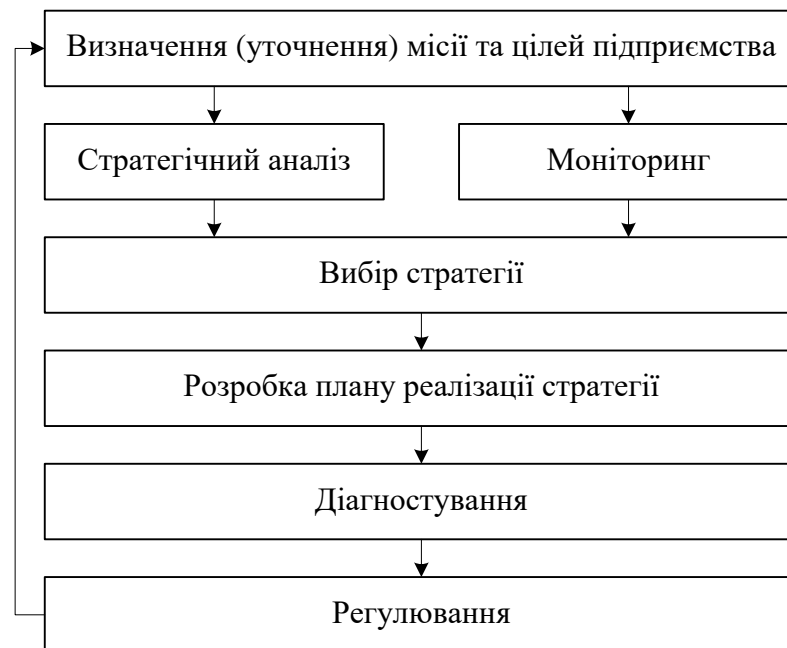 Визначення (уточнення) місії та цілей підприємства
Стратегічний аналіз
Моніторинг
Вибір стратегії
Розробка плану реалізації стратегії
Діагностування
Регулювання